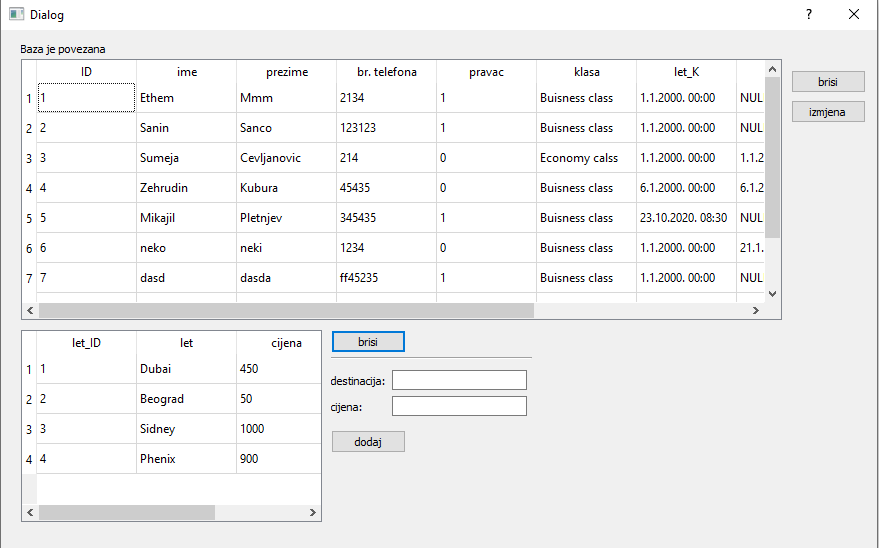 Dialog ?
Baza je povezana
ID ime prezime br. telefona pravac klasa let_K
1 1 Ethem Mmm 2134 1 Buisness class 1.1.2000. 00:00 NUL
2 2 Sanin Sanco 123123 1 Buisness class 1.1.2000. 00:00 NUL
3 3 Sumeja Cevljanovic 214 0 Economy calss 1.1.2000. 00:00 1.1.2
4 4 Zehrudin Kubura 45435 0 Buisness class 6.1.2000. 00:00 6.1.2
5 5 Mikajil Pletnjev 345435 1 Buisness class 23.10.2020. 08:30 NUL
6 6 neko neki 1234 0 Buisness class 1.1.2000. 00:00 21.1.
7 7 dasd dasda ff45235 1 Buisness class 1.1.2000. 00:00 NUL
brisi
izmjena
let_ID let cijena
1 1 Dubai 450
2 2 Beograd 50
3 3 Sidney 1000
4 4 Phenix 900
brisi
destinacija:
cijena:
dodaj